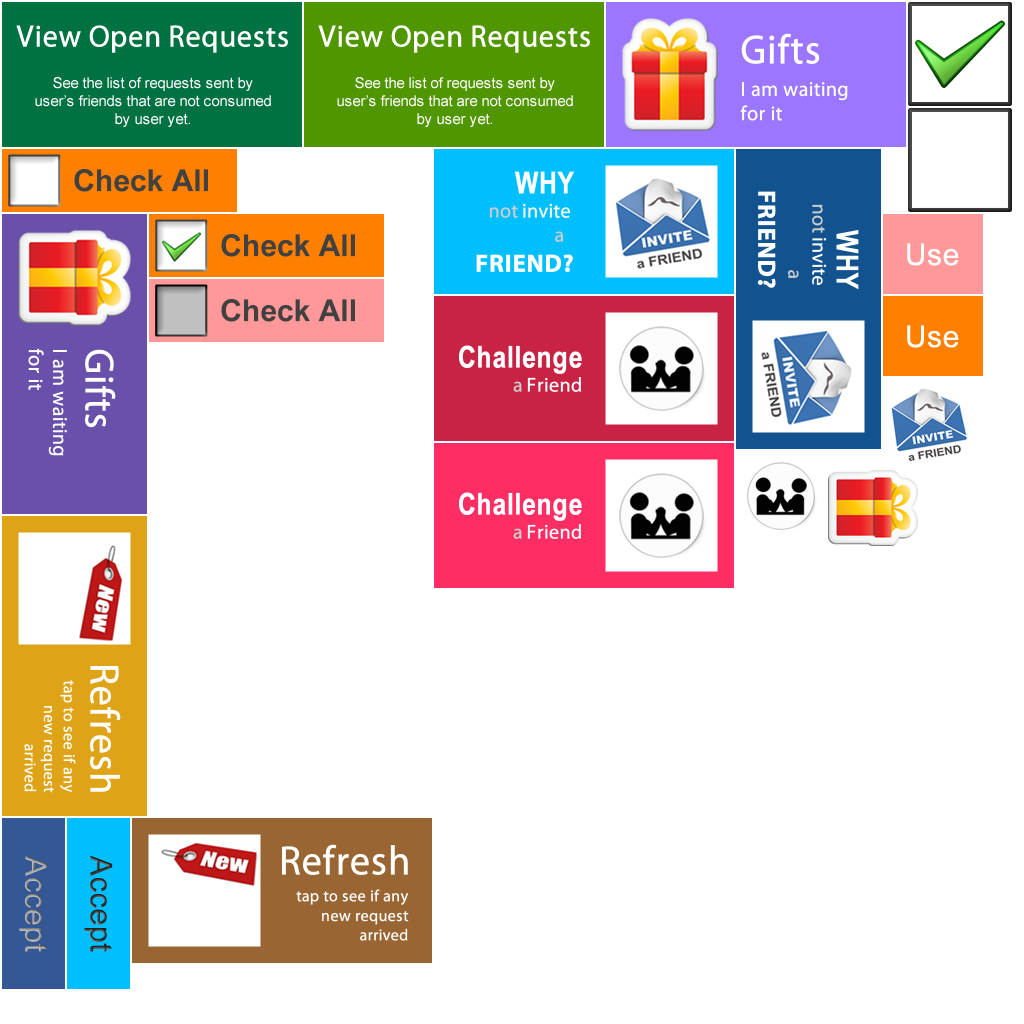 View Open Requests
See the list of requests sent by
user's friends that are not consumed
by user yet.
View Open Requests
See the list of requests sent by
user's friends that are not consumed
by user yet.
Gifts
I am waiting
for it
Check All
Check All
Check All
WHY
not invite
a
FRIEND?
INVITE
a FRIEND
WHY
not invite
a
FRIEND?
INVITE
a FRIEND
Use
Use
INVITE
a FRIEND
Gifts
I am waiting
for it
Challenge
a Friend
Challenge
a Friend
New
Refresh
tap to see if any
new request
arrived
Accept
Accept
New
Refresh
tap to see if any
new request
arrived